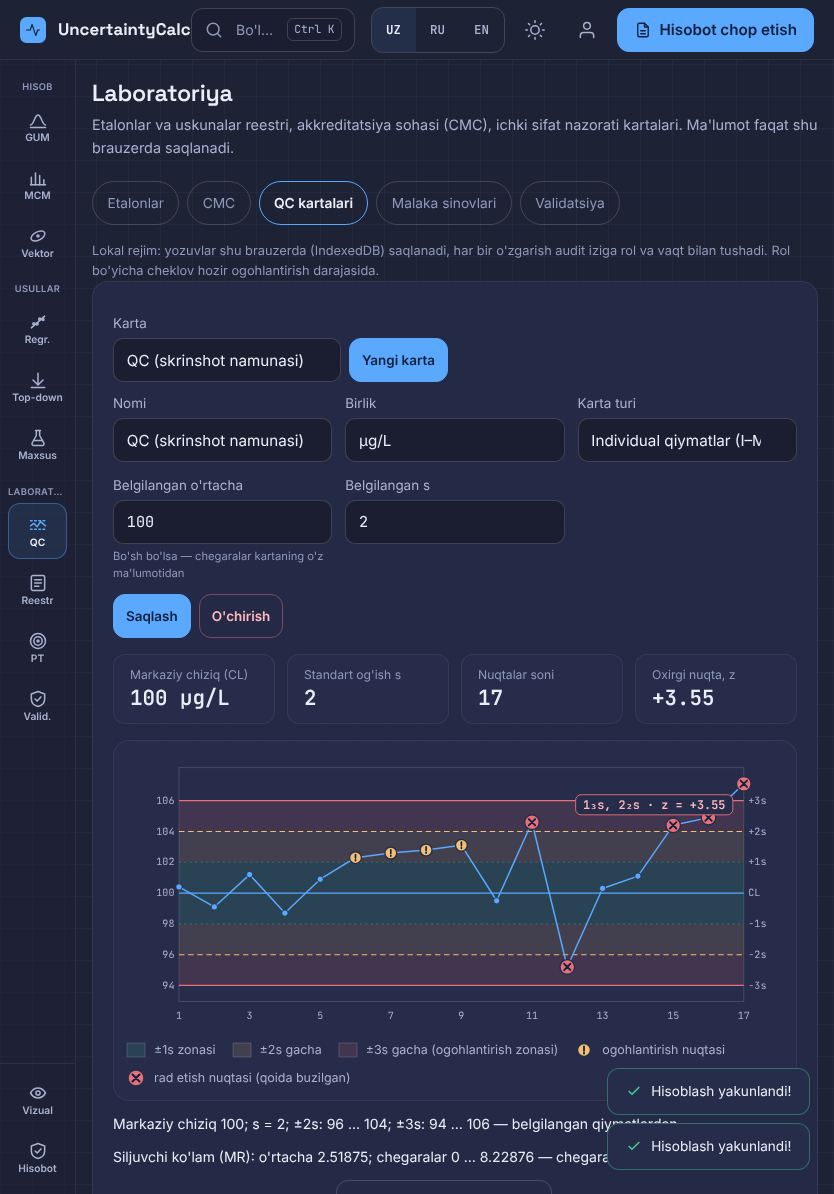 UncertaintyCalc
Bo'l...
Ctrl K
UZ
RU
EN
Hisobot chop etish
HISOB
GUM
MCM
Vektor
USULLAR
Regr.
Top-down
Maxsus
LABORAT...
QC
Reestr
PT
Valid.
Vizual
Hisobot
Laboratoriya
Etalonlar va uskunalar reestri, akkreditatsiya sohasi (CMC), ichki sifat nazorati kartalari. Ma'lumot faqat shu
brauzerda saqlanadi.
Etalonlar
CMC
QC kartalari
Malaka sinovlari
Validatsiya
Lokal rejim: yozuvlar shu brauzerda (IndexedDB) saqlanadi, har bir o'zgarish audit iziga rol va vaqt bilan tushadi. Rol
bo'yicha cheklov hozir ogohlantirish darajasida.
Karta
QC (skrinshot namunasi)
Yangi karta
Nomi
Birlik
Karta turi
QC (skrinshot namunasi)
µg/L
Individual qiymatlar (I–M
Belgilangan o'rtacha
Belgilangan s
100
2
Bo'sh bo'lsa — chegaralar kartaning o'z
ma'lumotidan
Saqlash
O'chirish
Markaziy chiziq (CL)
100 µg/L
Standart og'ish s
2
Nuqtalar soni
17
Oxirgi nuqta, z
+3.55
106
104
102
100
98
96
94
1₃s, 2₂s · z = +3.55
+3s
+2s
+1s
CL
-1s
-2s
-3s
1
3
5
7
9
11
13
15
17
±1s zonasi
±2s gacha
±3s gacha (ogohlantirish zonasi)
ogohlantirish nuqtasi
rad etish nuqtasi (qoida buzilgan)
Hisoblash yakunlandi!
Markaziy chiziq 100; s = 2; ±2s: 96 … 104; ±3s: 94 … 106 — belgilangan
Hisoblash yakunlandi!
Siljuvchi ko'lam (MR): o'rtacha 2.51875; chegaralar 0 … 8.22876 —